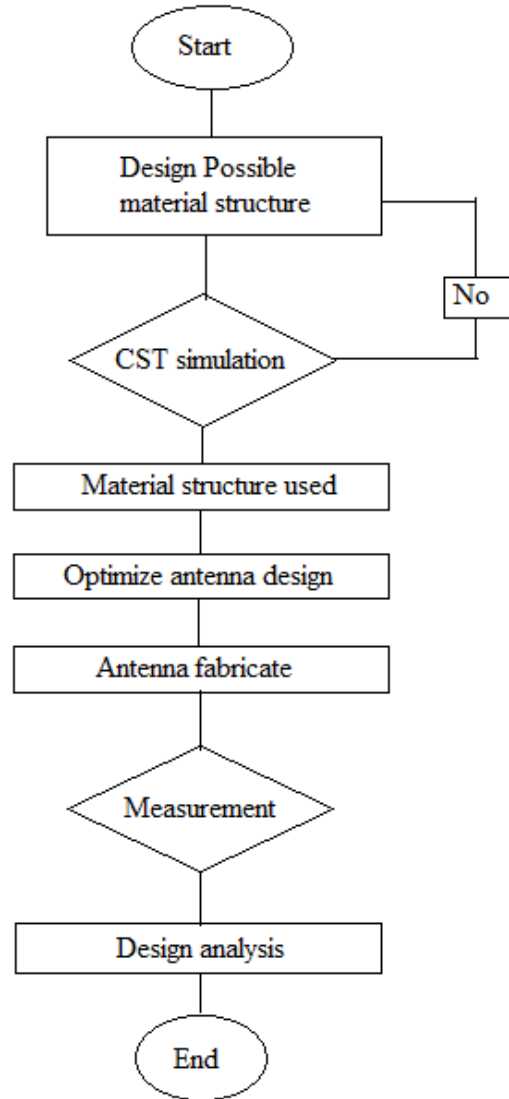 Start
Design Possible
material structure
No
CST simulation
Material structure used
Optimize antenna design
Antenna fabricate
Measurement
Design analysis
End